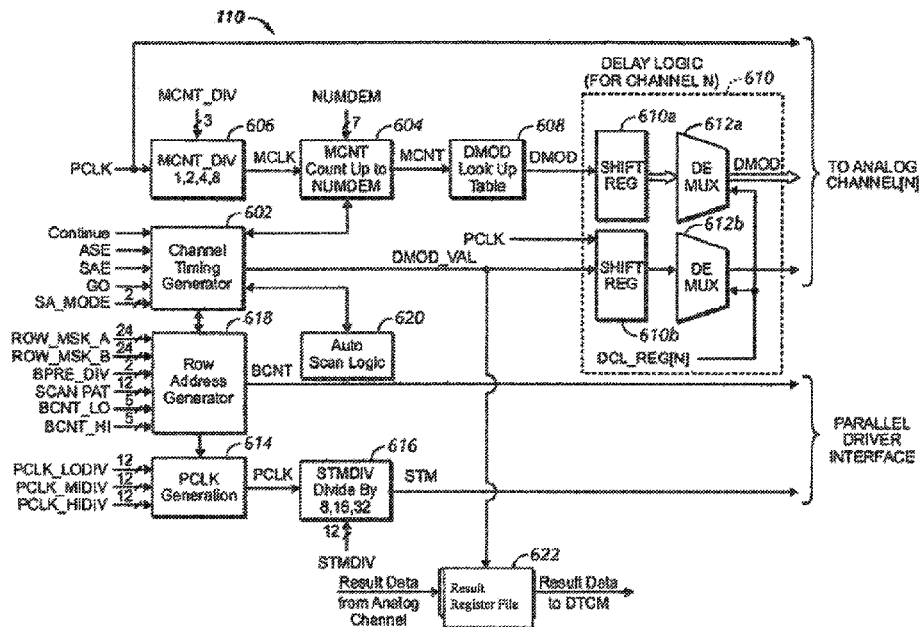 110
DELAY LOGIC
(FOR CHANNEL N)
610
MCNT_DIV
3
606
NUMDEM
7
604
608
610a
612a
PCLK
MCNT_DIV
1,2,4,8
MCLK
MCNT
Count Up to
NUMDEM
MCNT
DMOD
Look Up
Table
DMOD
SHIFT
REG
DE
MUX
DMOD
TO ANALOG
CHANNEL[N]
602
612b
Continue
ASE
SAE
GO
SA_MODE
2
Channel
Timing
Generator
DMOD_VAL
PCLK
SHIFT
REG
DE
MUX
618
620
610b
Auto
Scan Logic
DCL_REG[N]
ROW_MSK_A
24
ROW_MSK_B
24
BPRE_DIV
2
SCAN PAT
12
BCNT_LO
5
BCNT_HI
5
Row
Address
Generator
BCNT
614
616
PARALLEL
DRIVER
INTERFACE
PCLK_LODIV
12
PCLK_MIDIV
12
PCLK_HIDIV
12
PCLK
Generation
PCLK
STMDIV
Divide By
8,16,32
STM
12
STMDIV
622
Result Data
from Analog
Channel
Result
Register File
Result Data
to DTCM